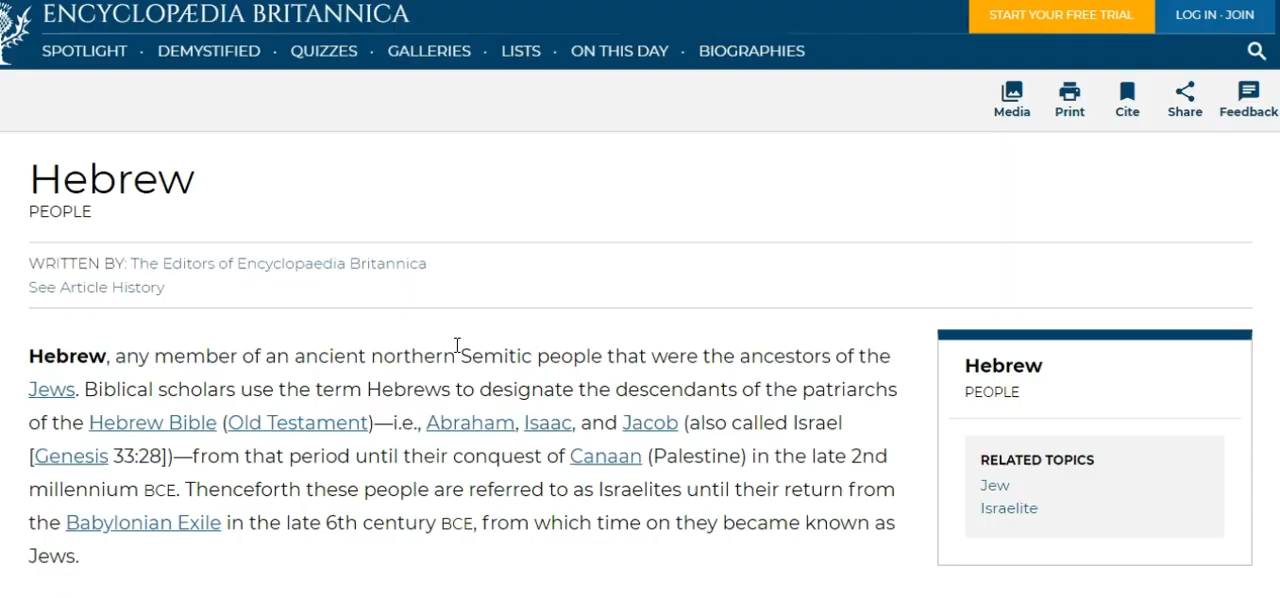 ENCYCLOPÆDIA BRITANNICA
START YOUR FREE TRIAL
LOG IN · JOIN
SPOTLIGHT · DEMYSTIFIED · QUIZZES · GALLERIES · LISTS · ON THIS DAY · BIOGRAPHIES
Media Print Cite Share Feedback
Hebrew
PEOPLE
WRITTEN BY: The Editors of Encyclopaedia Britannica
See Article History
Hebrew, any member of an ancient northern Semitic people that were the ancestors of the
Jews. Biblical scholars use the term Hebrews to designate the descendants of the patriarchs
of the Hebrew Bible (Old Testament)—i.e., Abraham, Isaac, and Jacob (also called Israel
[Genesis 33:28])—from that period until their conquest of Canaan (Palestine) in the late 2nd
millennium BCE. Thenceforth these people are referred to as Israelites until their return from
the Babylonian Exile in the late 6th century BCE, from which time on they became known as
Jews.
Hebrew
PEOPLE
RELATED TOPICS
Jew
Israelite